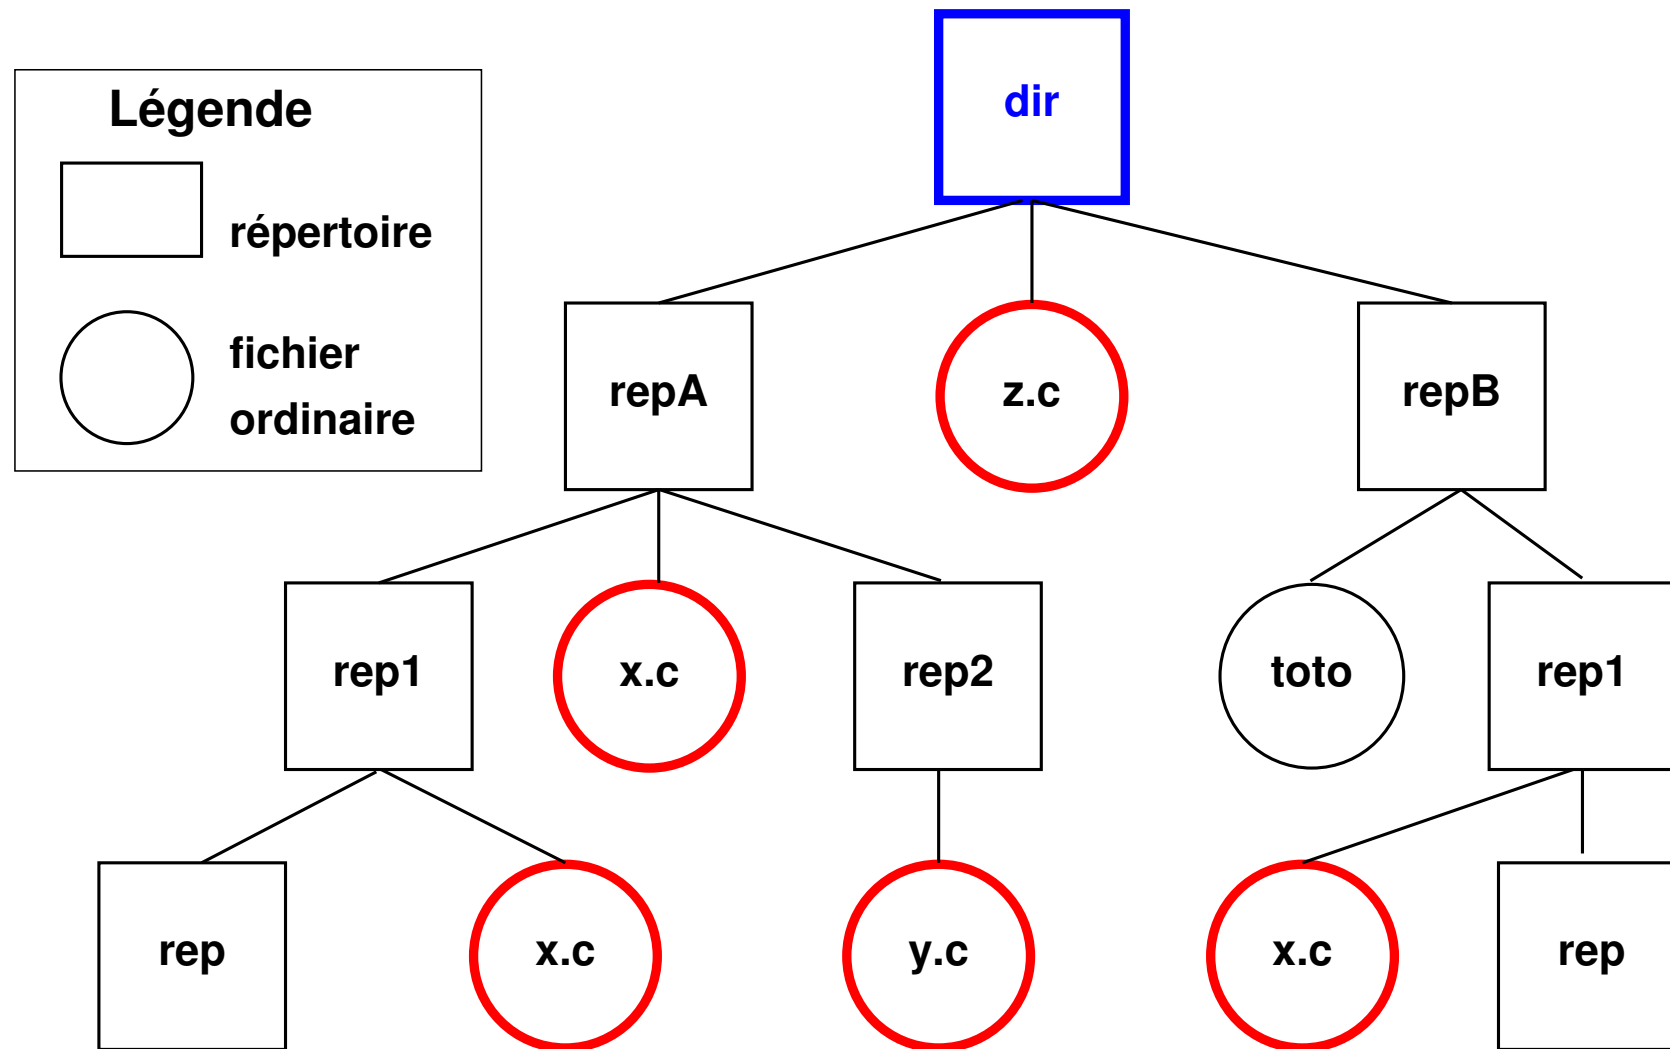 Légende
répertoire
fichier
ordinaire
dir
repA
z.c
repB
rep1
x.c
rep2
toto
rep1
rep
x.c
y.c
x.c
rep